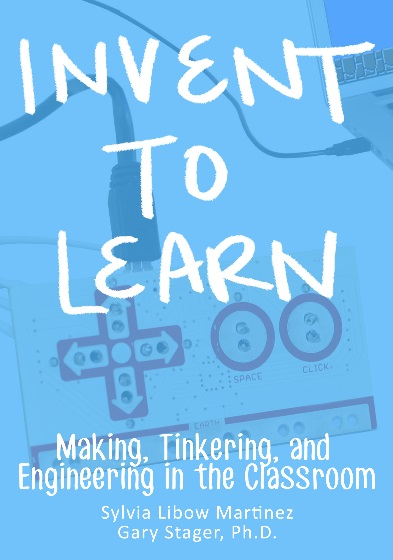 INVENT
TO
LEARN
SPACE
CLICK
EARTH
Making, Tinkering, and
Engineering in the Classroom
Sylvia Libow Martinez
Gary Stager, Ph.D.